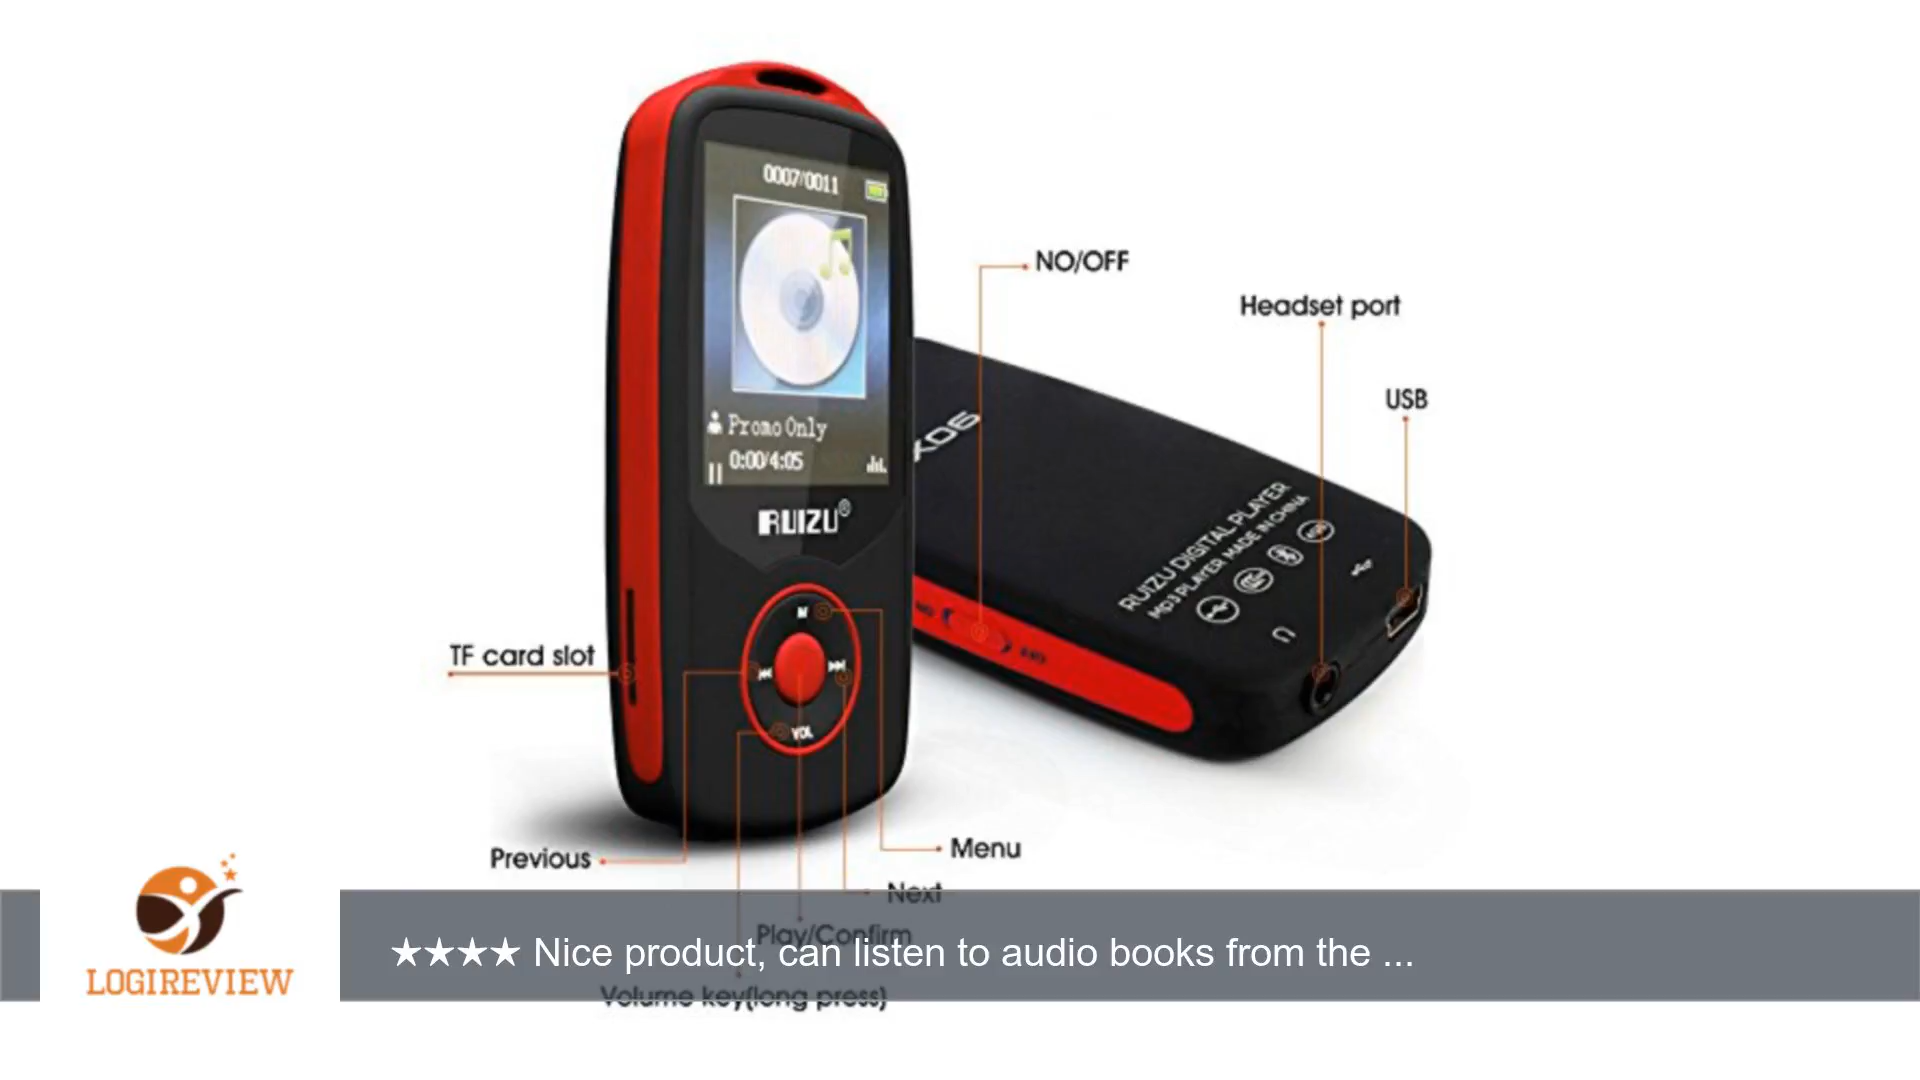 0007/0011
Promo Only
0:00/4:05
RUIZU®
M
VOL
NO/OFF
Headset port
USB
X06
RUIZU DIGITAL PLAYER
MP3 PLAYER MADE IN CHINA
TF card slot
Previous
Menu
Next
Play/Confirm
★★★★ Nice product, can listen to audio books from the ...
Volume key(long press)
LOGIREVIEW